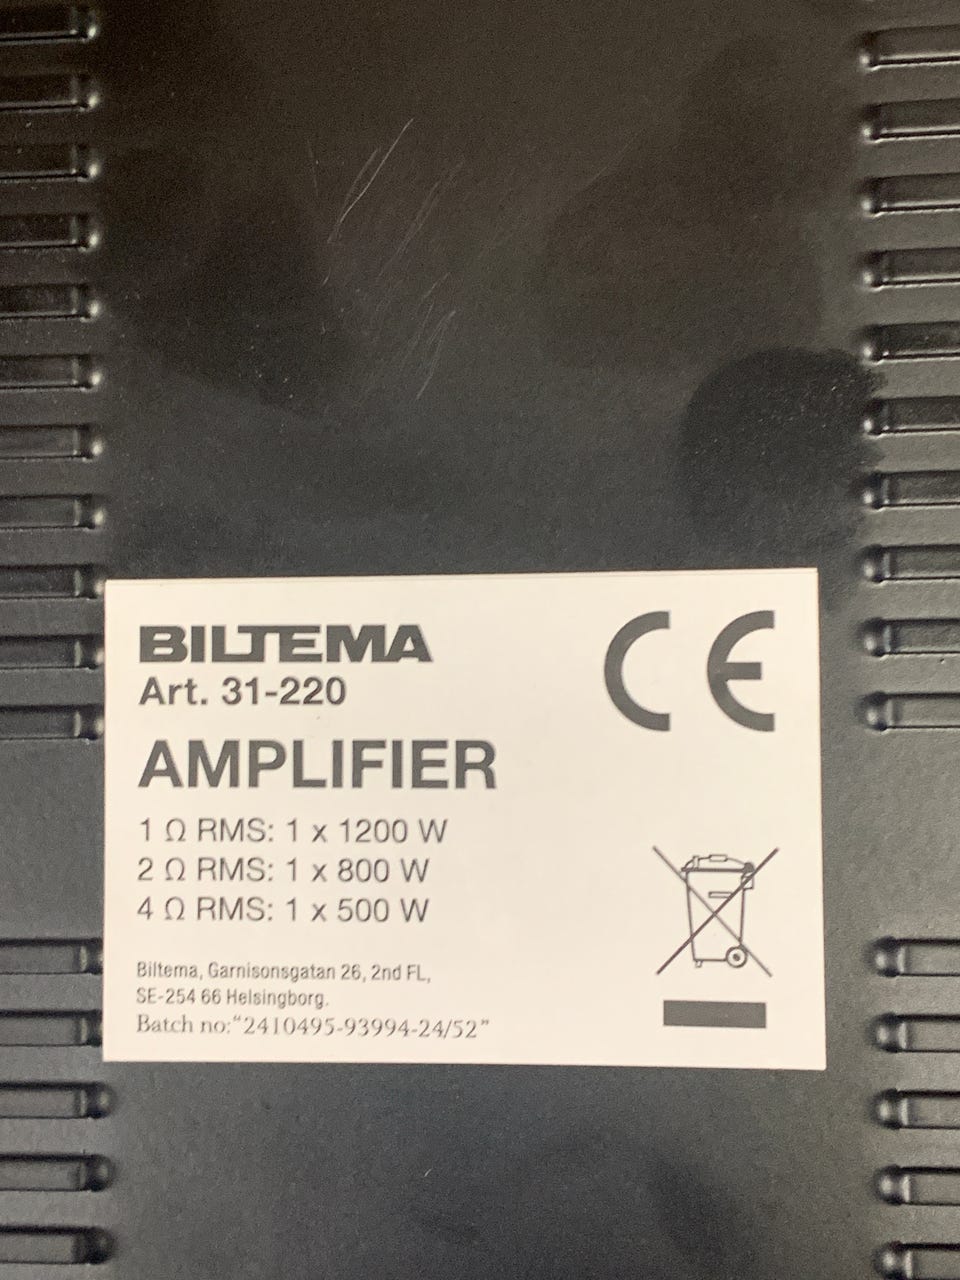 BILTEMA
Art. 31-220
AMPLIFIER
1 Ω RMS: 1 x 1200 W
2 Ω RMS: 1 x 800 W
4 Ω RMS: 1 x 500 W
Biltema, Garnisonsgatan 26, 2nd FL,
SE-254 66 Helsingborg.
Batch no:“2410495-93994-24/52”
CE